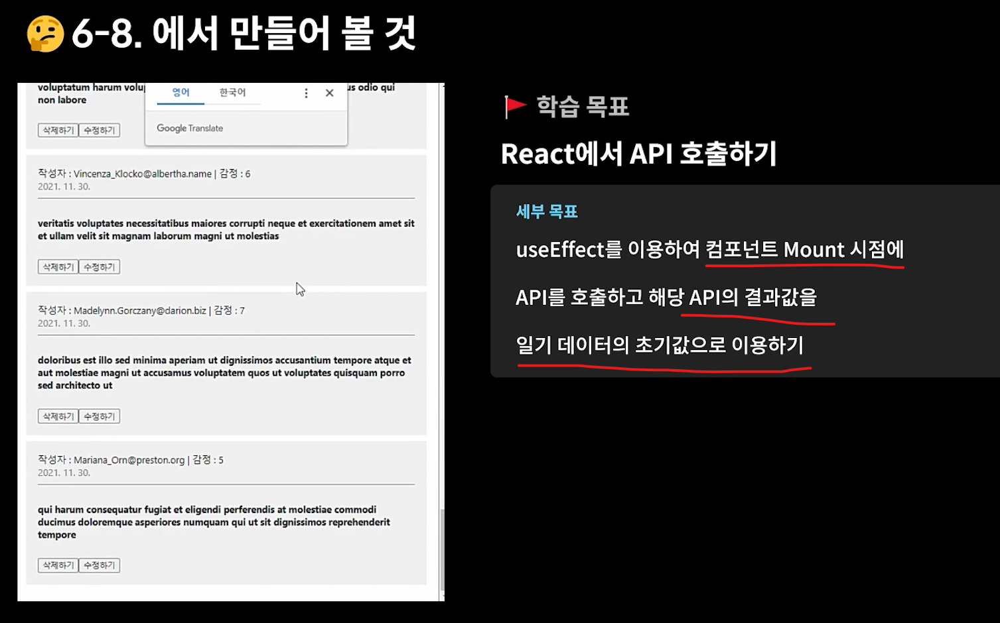 6-8. 에서 만들어 볼 것
voluptatum harum volu
us odio qui
non labore
영어 한국어
Google Translate
삭제하기 수정하기
작성자 : Vincenza_Klocko@albertha.name | 감정 : 6
2021. 11. 30.
veritatis voluptates necessitatibus maiores corrupti neque et exercitationem amet sit
et ullam velit sit magnam laborum magni ut molestias
삭제하기 수정하기
작성자 : Madelynn.Gorczany@darion.biz | 감정 : 7
2021. 11. 30.
doloribus est illo sed minima aperiam ut dignissimos accusantium tempore atque et
aut molestiae magni ut accusamus voluptatem quos ut voluptates quisquam porro
sed architecto ut
삭제하기 수정하기
작성자 : Mariana_Orn@preston.org | 감정 : 5
2021. 11. 30.
qui harum consequatur fugiat et eligendi perferendis at molestiae commodi
ducimus doloremque asperiores numquam qui ut sit dignissimos reprehenderit
tempore
삭제하기 수정하기
학습 목표
React에서 API 호출하기
세부 목표
useEffect를 이용하여 컴포넌트 Mount 시점에
API를 호출하고 해당 API의 결과값을
일기 데이터의 초기값으로 이용하기